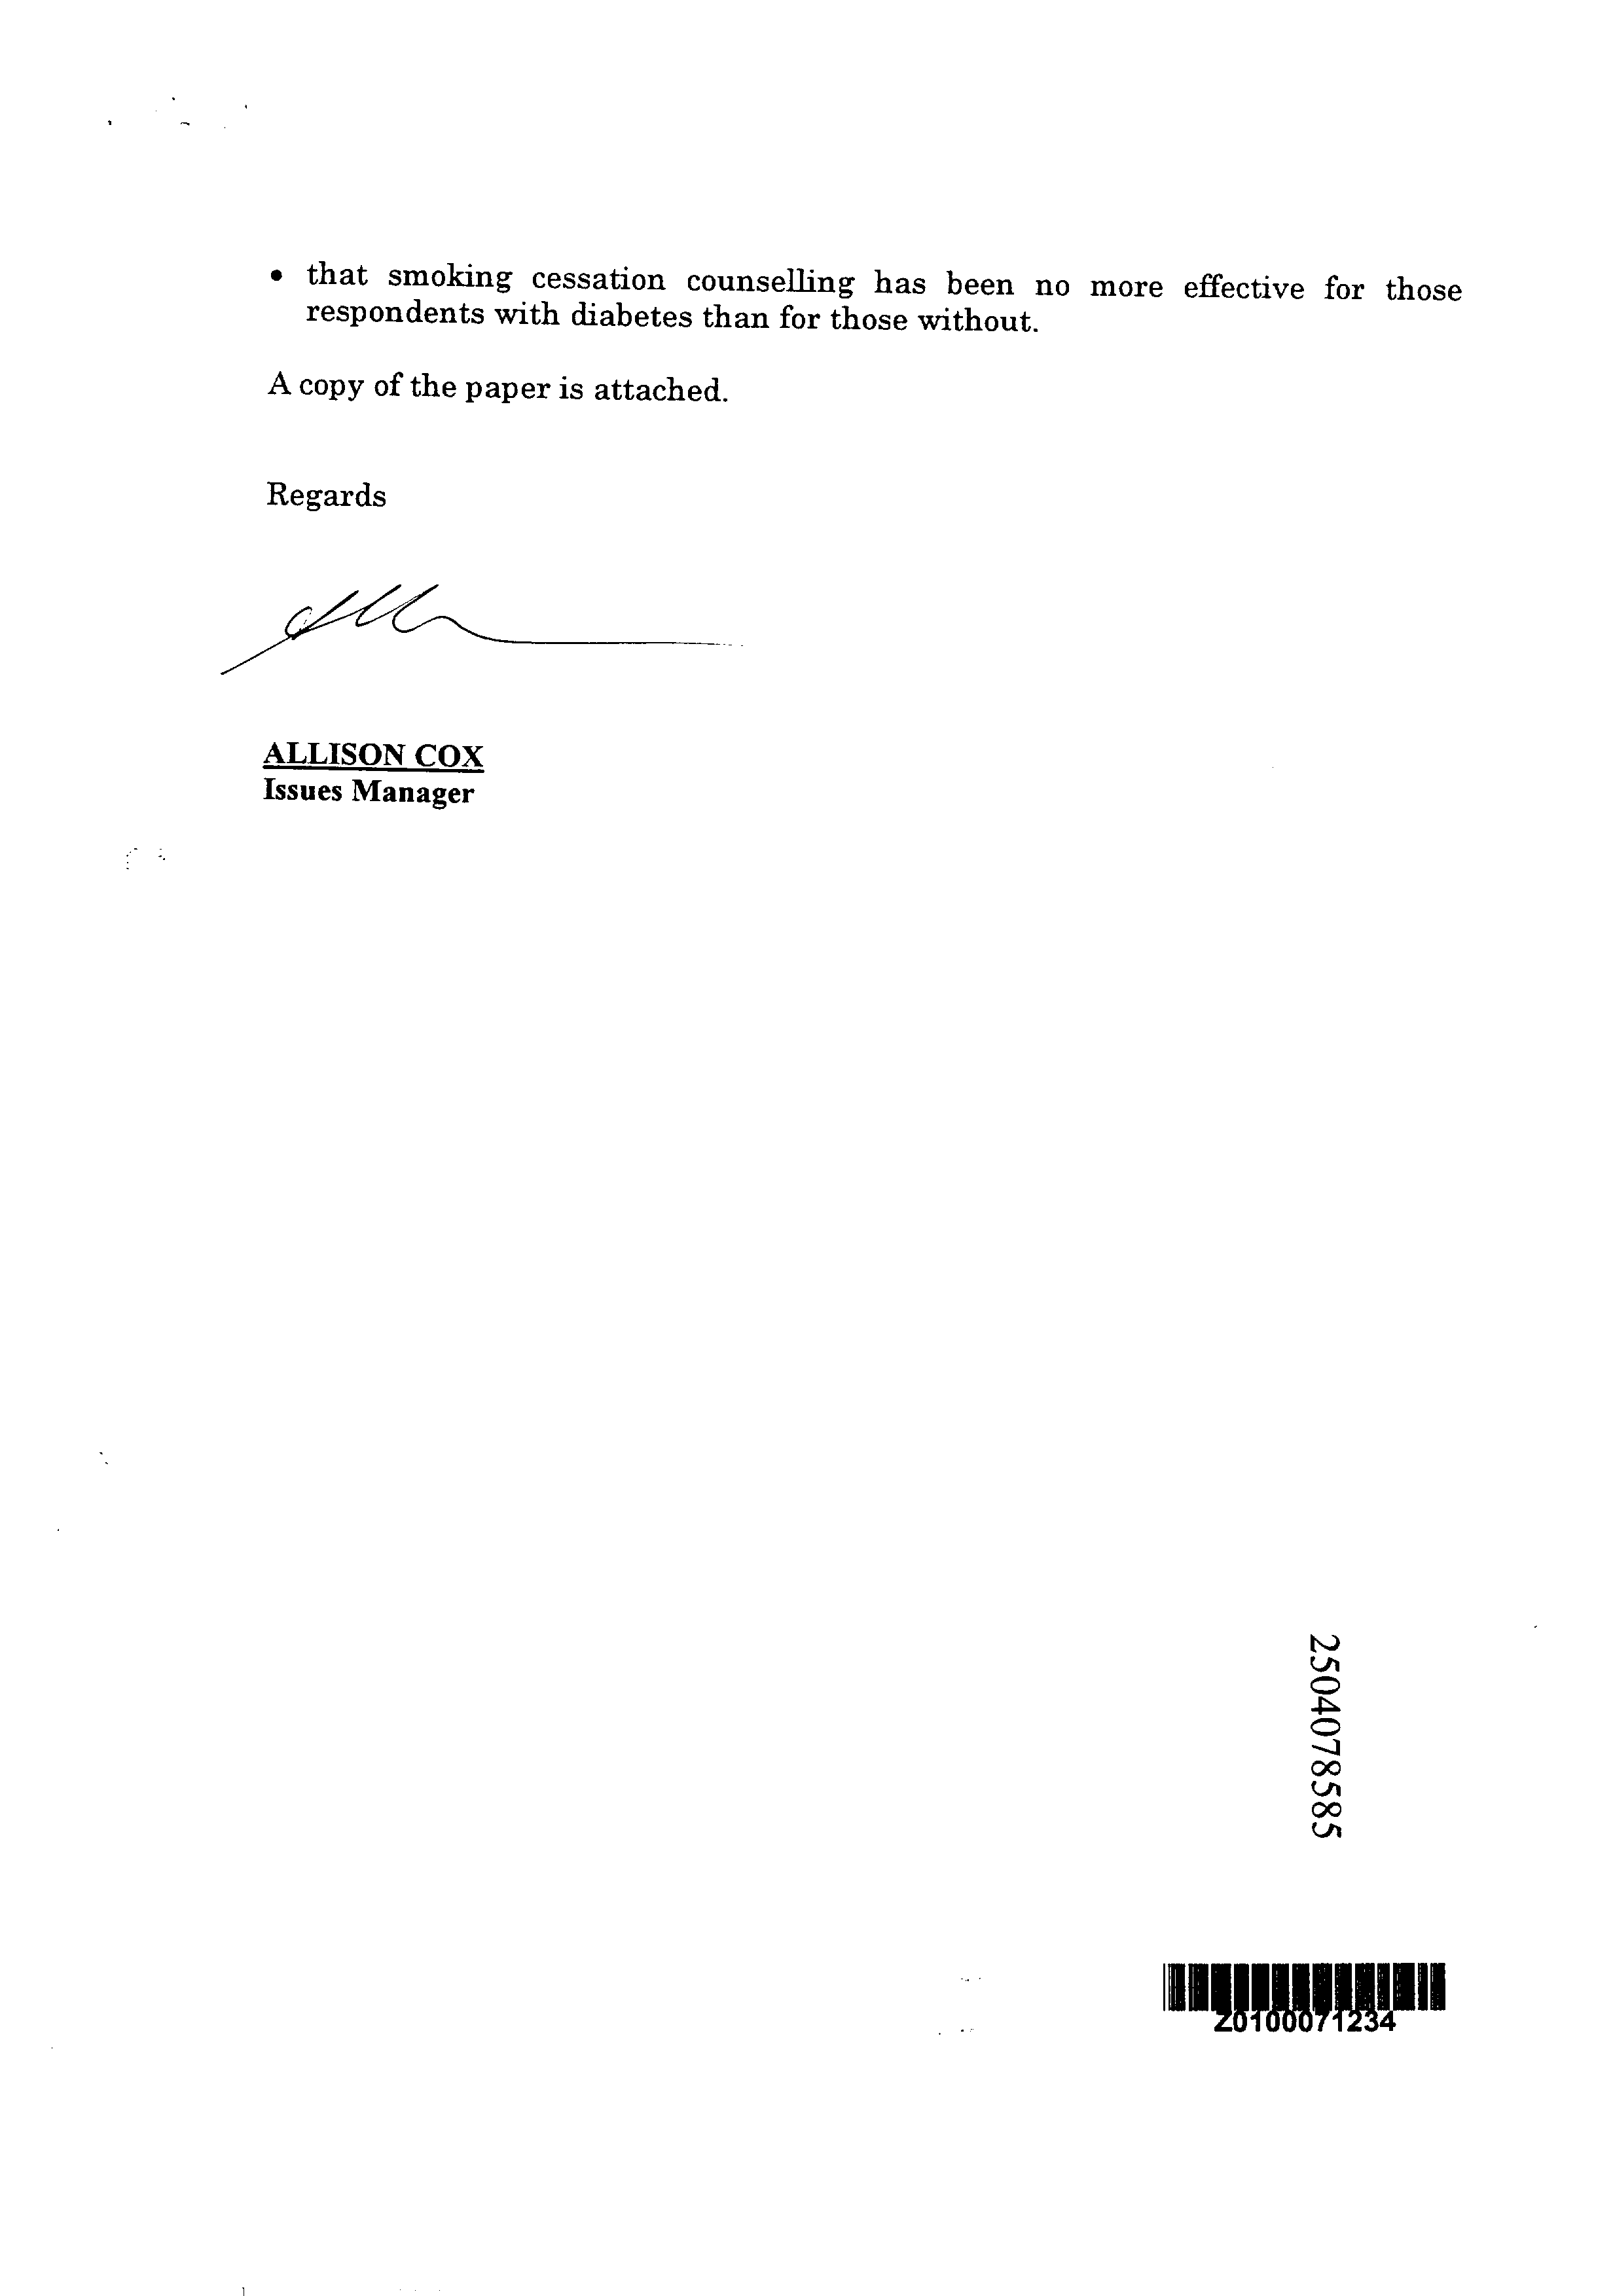 • that smoking cessation counselling has been no more effective for those
respondents with diabetes than for those without.
A copy of the paper is attached.
Regards
ALLISON COX
Issues Manager
2504078585
Z0100071234